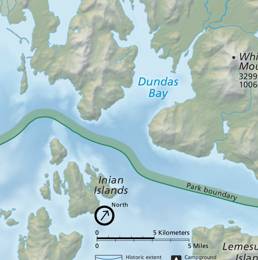 Dundas
Bay
Whi
Mou
3299
1006
Park boundary
Inian
Islands
North
0 5 Kilometers
0 5 Miles
Historic extent
Campground
Lemesu
Islan